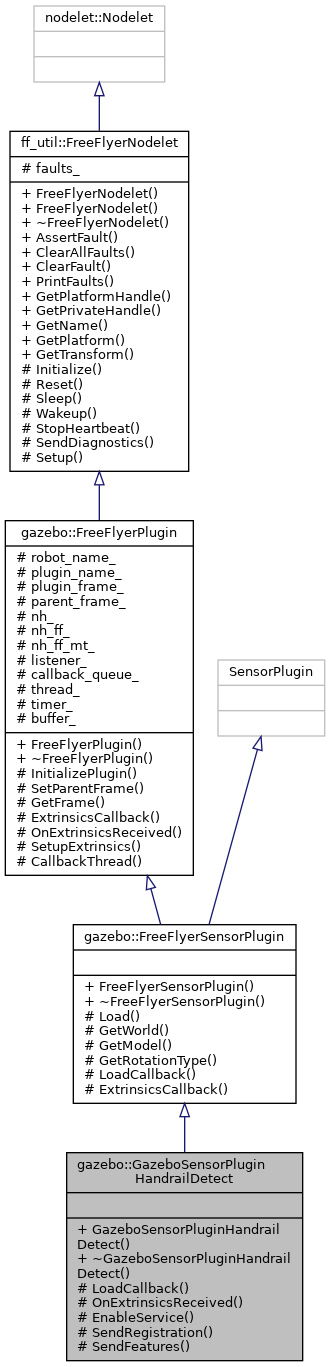 nodelet::Nodelet
ff_util::FreeFlyerNodelet
# faults_
+ FreeFlyerNodelet()
+ FreeFlyerNodelet()
+ ~FreeFlyerNodelet()
+ AssertFault()
+ ClearAllFaults()
+ ClearFault()
+ PrintFaults()
+ GetPlatformHandle()
+ GetPrivateHandle()
+ GetName()
+ GetPlatform()
+ GetTransform()
# Initialize()
# Reset()
# Sleep()
# Wakeup()
# StopHeartbeat()
# SendDiagnostics()
# Setup()
gazebo::FreeFlyerPlugin
# robot_name_
# plugin_name_
# plugin_frame_
# parent_frame_
# nh_
# nh_ff_
# nh_ff_mt_
# listener_
# callback_queue_
# thread_
# timer_
# buffer_
+ FreeFlyerPlugin()
+ ~FreeFlyerPlugin()
# InitializePlugin()
# SetParentFrame()
# GetFrame()
# ExtrinsicsCallback()
# OnExtrinsicsReceived()
# SetupExtrinsics()
# CallbackThread()
SensorPlugin
gazebo::FreeFlyerSensorPlugin
+ FreeFlyerSensorPlugin()
+ ~FreeFlyerSensorPlugin()
# Load()
# GetWorld()
# GetModel()
# GetRotationType()
# LoadCallback()
# ExtrinsicsCallback()
gazebo::GazeboSensorPlugin
HandrailDetect
+ GazeboSensorPluginHandrail
Detect()
+ ~GazeboSensorPluginHandrail
Detect()
# LoadCallback()
# OnExtrinsicsReceived()
# EnableService()
# SendRegistration()
# SendFeatures()